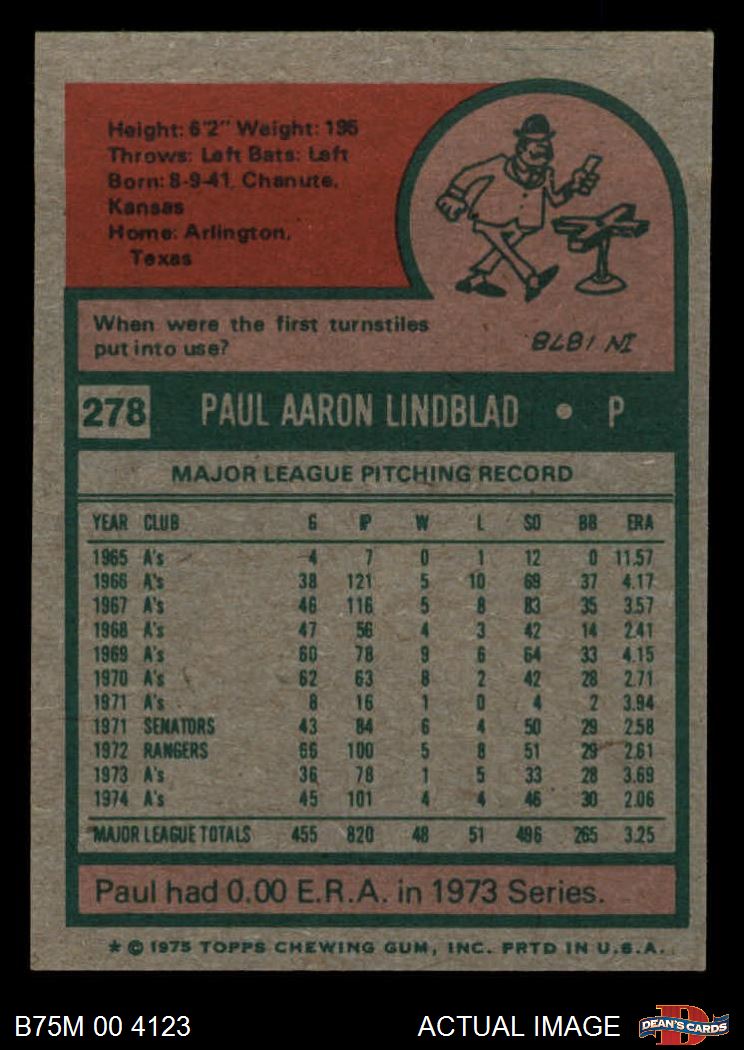 Height: 6'2" Weight: 195
Throws: Left Bats: Left
Born: 8-9-41, Chanute,
Kansas
Home: Arlington,
Texas
When were the first turnstiles
put into use?
IN 1878
278 PAUL AARON LINDBLAD • P
MAJOR LEAGUE PITCHING RECORD
YEAR CLUB G IP W L SO BB ERA
1965 A's 4 7 0 1 12 0 11.57
1966 A's 38 121 5 10 69 37 4.17
1967 A's 46 116 5 8 83 35 3.57
1968 A's 47 56 4 3 42 14 2.41
1969 A's 60 78 9 6 64 33 4.15
1970 A's 62 63 8 2 42 28 2.71
1971 A's 8 16 1 0 4 2 3.94
1971 SENATORS 43 84 6 4 50 29 2.58
1972 RANGERS 66 100 5 8 51 29 2.61
1973 A's 36 78 1 5 33 28 3.69
1974 A's 45 101 4 4 46 30 2.06
MAJOR LEAGUE TOTALS 455 820 48 51 496 265 3.25
Paul had 0.00 E.R.A. in 1973 Series.
* © 1975 TOPPS CHEWING GUM, INC. PRTD IN U.S.A.
B75M 00 4123 ACTUAL IMAGE D DEAN'S CARDS